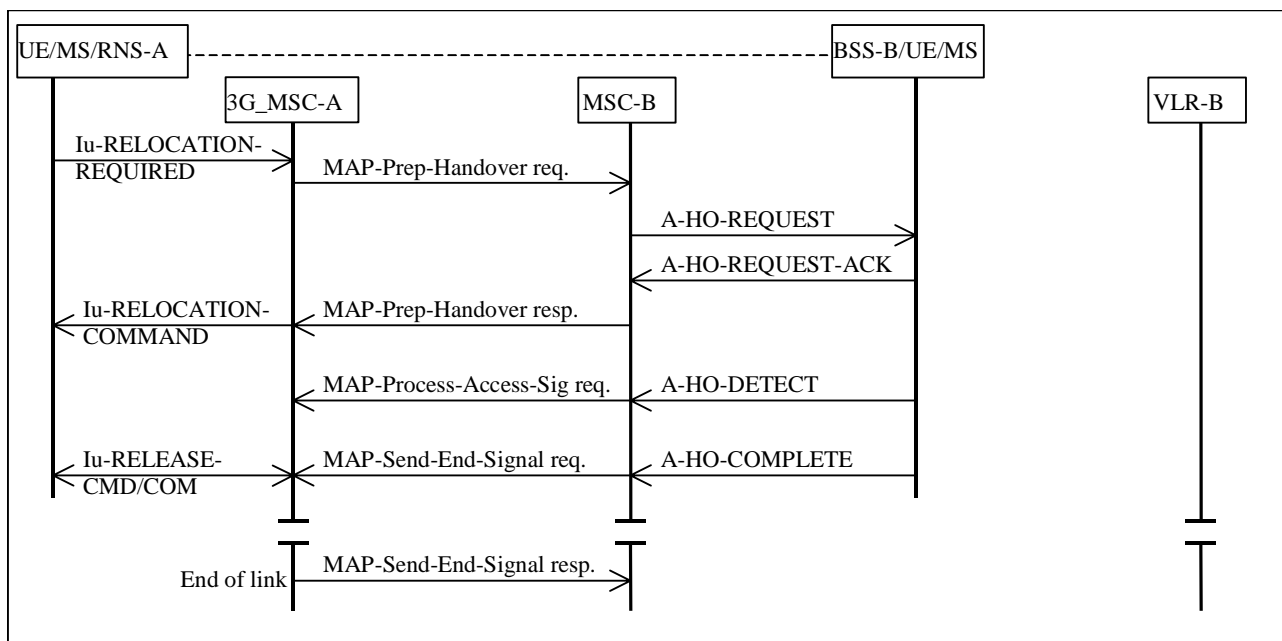 UE/MS/RNS-A
BSS-B/UE/MS
3G_MSC-A
MSC-B
VLR-B
Iu-RELOCATION-
REQUIRED
MAP-Prep-Handover req.
A-HO-REQUEST
A-HO-REQUEST-ACK
Iu-RELOCATION-
COMMAND
MAP-Prep-Handover resp.
MAP-Process-Access-Sig req.
A-HO-DETECT
Iu-RELEASE-
CMD/COM
MAP-Send-End-Signal req.
A-HO-COMPLETE
End of link
MAP-Send-End-Signal resp.